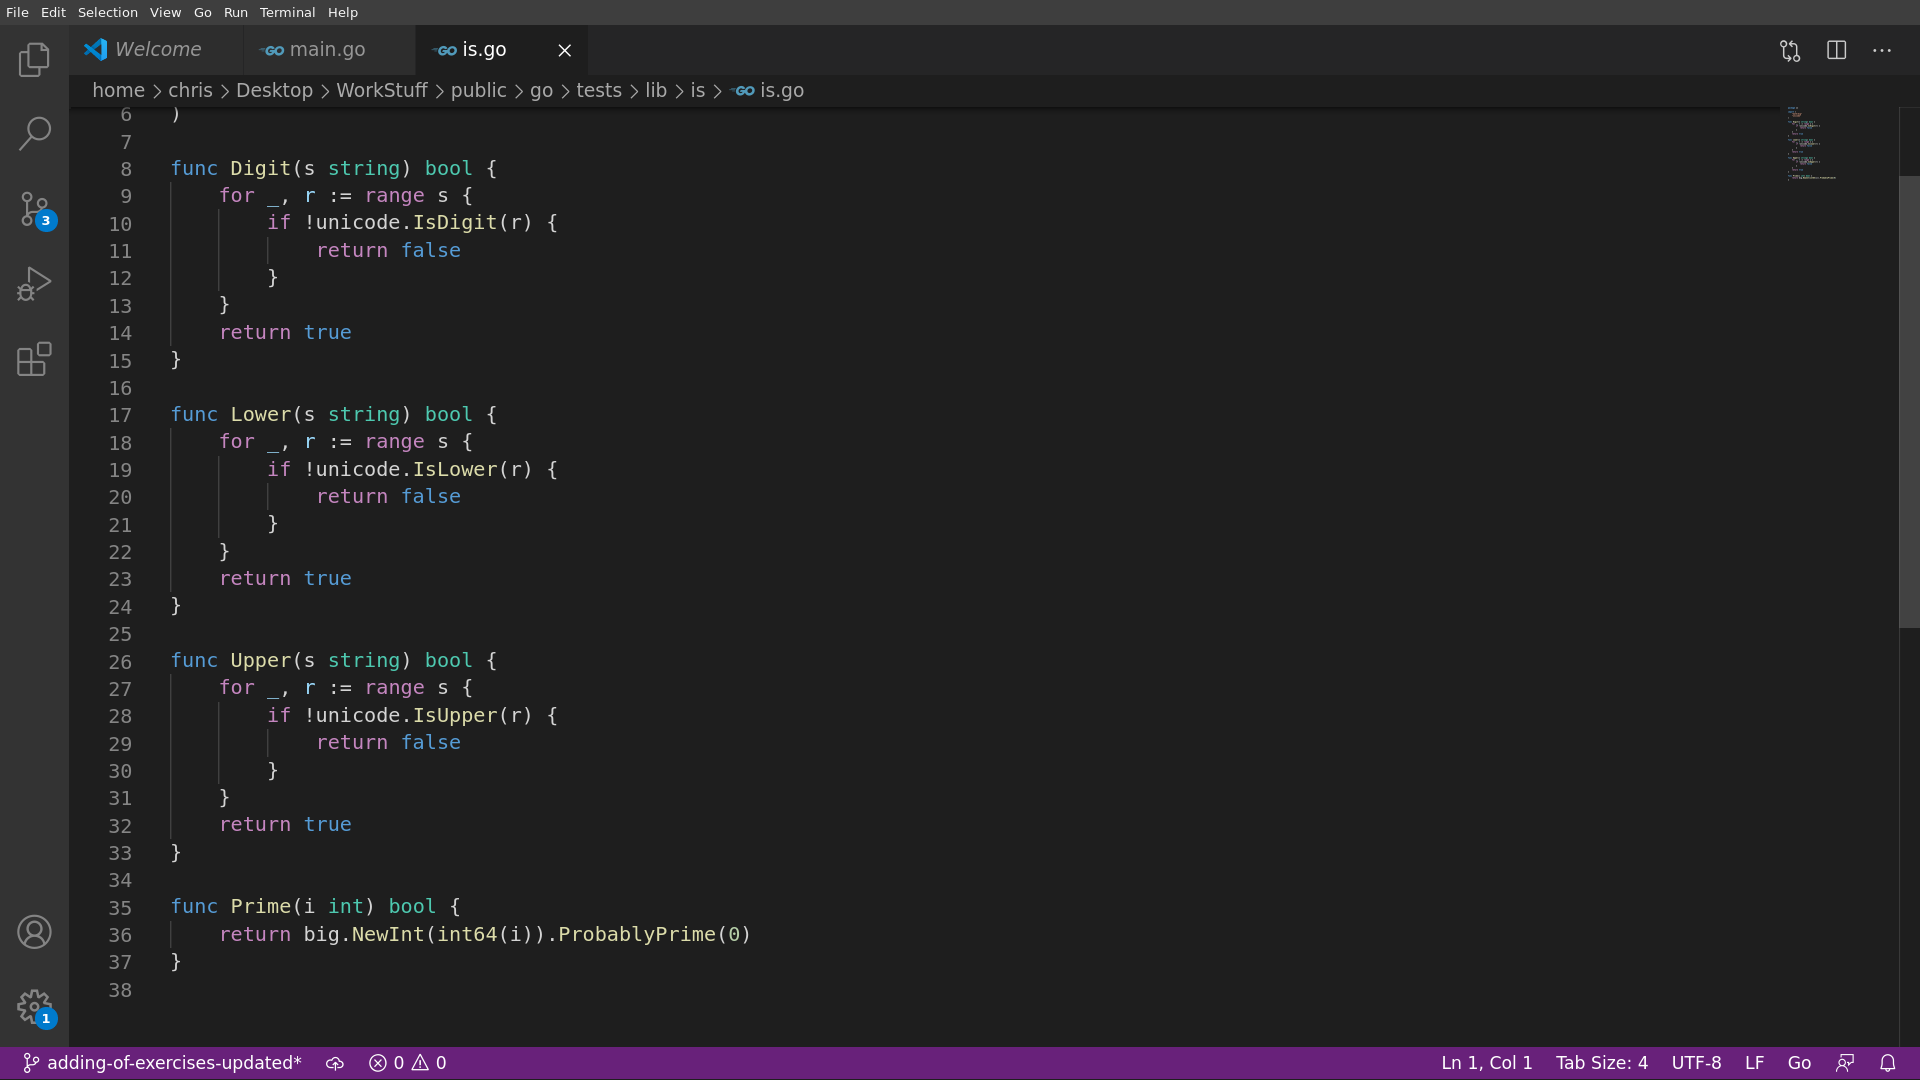 File Edit Selection View Go Run Terminal Help
Welcome main.go is.go
home > chris > Desktop > WorkStuff > public > go > tests > lib > is > is.go
6 )
7
8 func Digit(s string) bool {
9     for _, r := range s {
10         if !unicode.IsDigit(r) {
11             return false
12         }
13     }
14     return true
15 }
16
17 func Lower(s string) bool {
18     for _, r := range s {
19         if !unicode.IsLower(r) {
20             return false
21         }
22     }
23     return true
24 }
25
26 func Upper(s string) bool {
27     for _, r := range s {
28         if !unicode.IsUpper(r) {
29             return false
30         }
31     }
32     return true
33 }
34
35 func Prime(i int) bool {
36     return big.NewInt(int64(i)).ProbablyPrime(0)
37 }
38
3
1
adding-of-exercises-updated* 0 0 Ln 1, Col 1 Tab Size: 4 UTF-8 LF Go